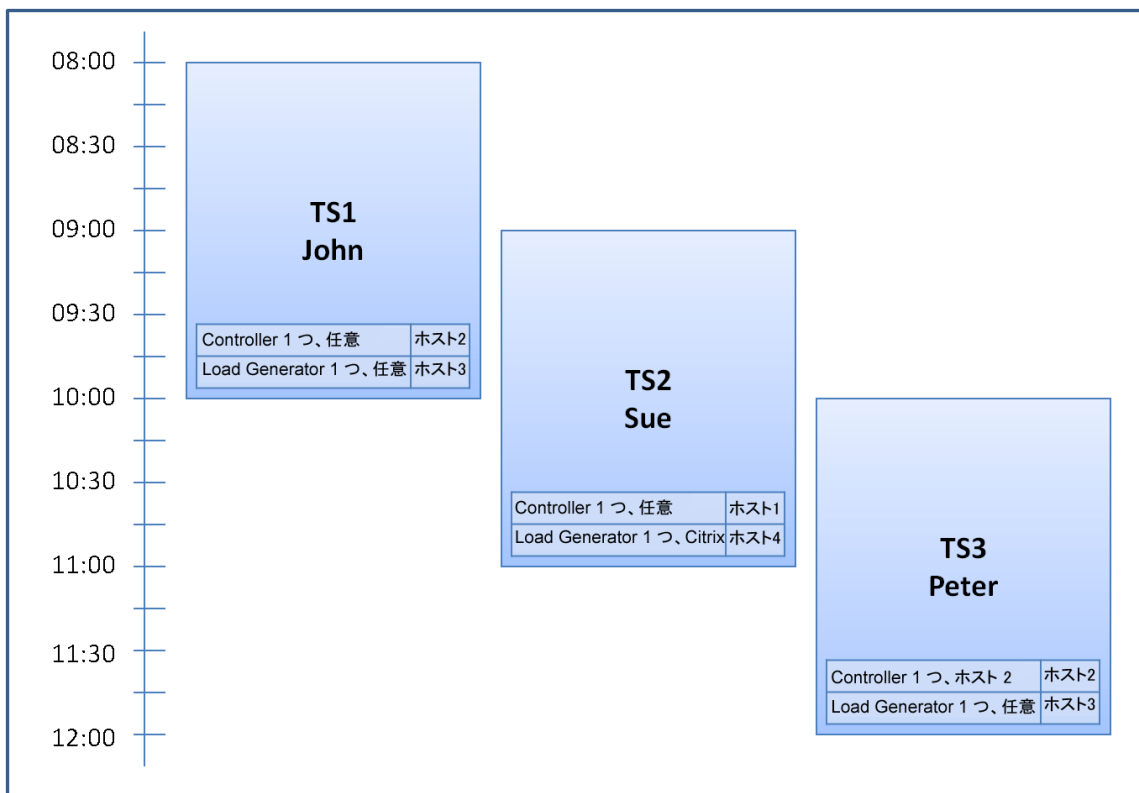 08:00
08:30
09:00
09:30
10:00
10:30
11:00
11:30
12:00
TS1
John
Controller 1 つ、任意 ホスト2
Load Generator 1 つ、任意 ホスト3
TS2
Sue
Controller 1 つ、任意 ホスト1
Load Generator 1 つ、Citrix ホスト4
TS3
Peter
Controller 1 つ、ホスト 2 ホスト2
Load Generator 1 つ、任意 ホスト3